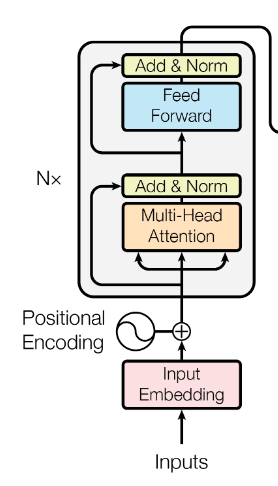 Add & Norm
Feed
Forward
N×
Add & Norm
Multi-Head
Attention
Positional
Encoding
Input
Embedding
Inputs